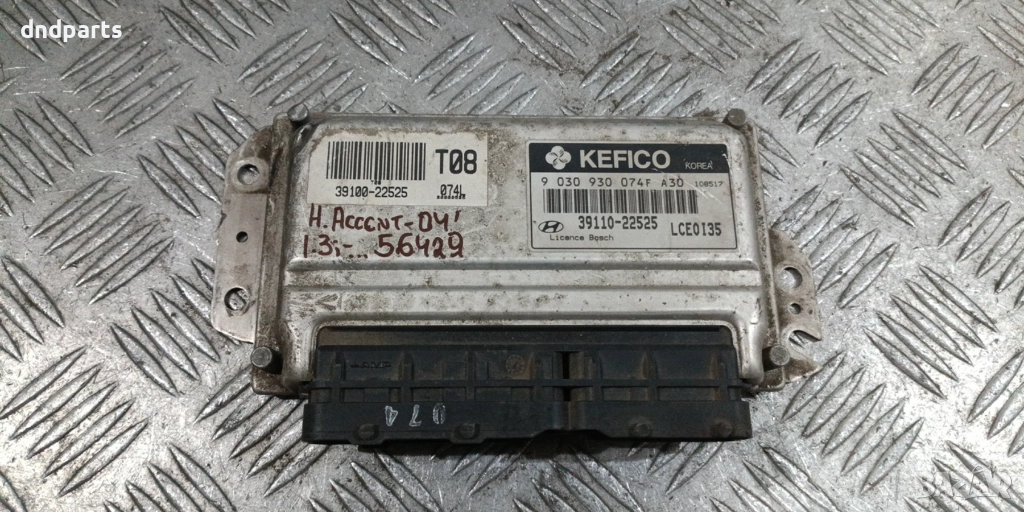 dndparts
T08
39100-22525
074L
H. ACCENT-04'
1.3i-... 56429
KEFICO
KOREA
9 030 930 074F A30 108517
39110-22525
LCE0I35
Licence Bosch
074